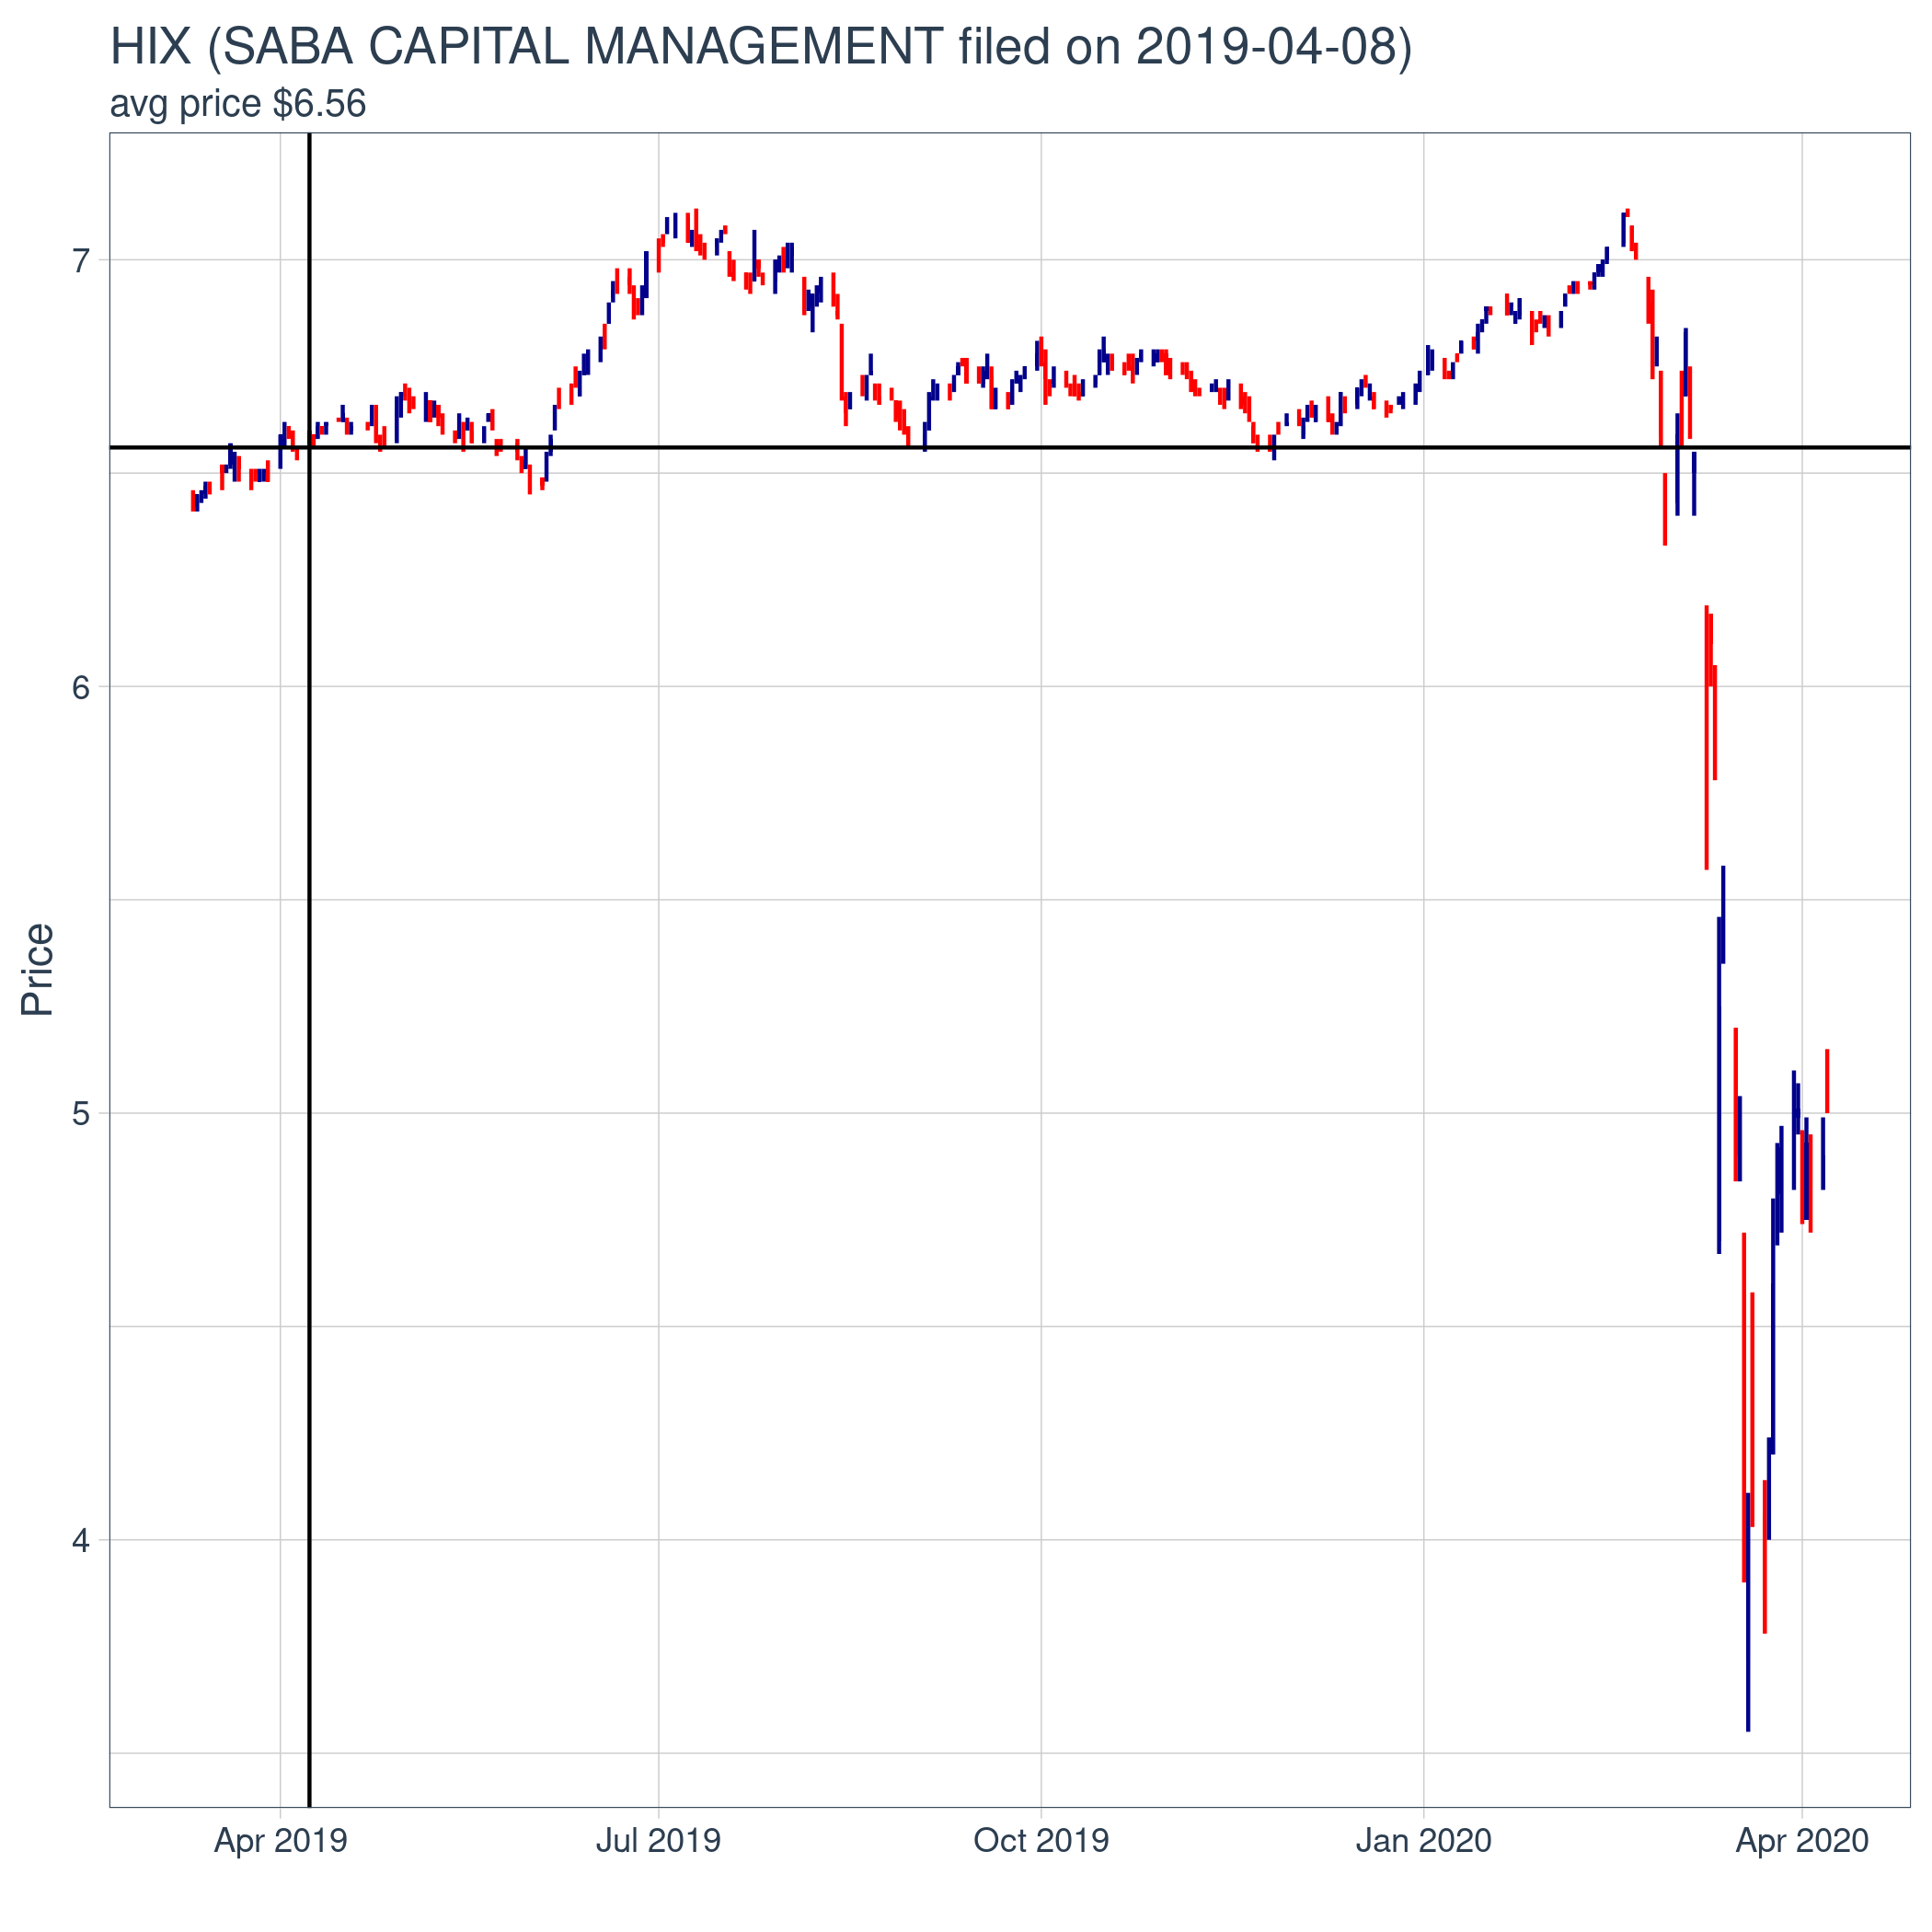 HIX (SABA CAPITAL MANAGEMENT filed on 2019-04-08)
avg price $6.56
7
6
5
4
Price
Apr 2019
Jul 2019
Oct 2019
Jan 2020
Apr 2020